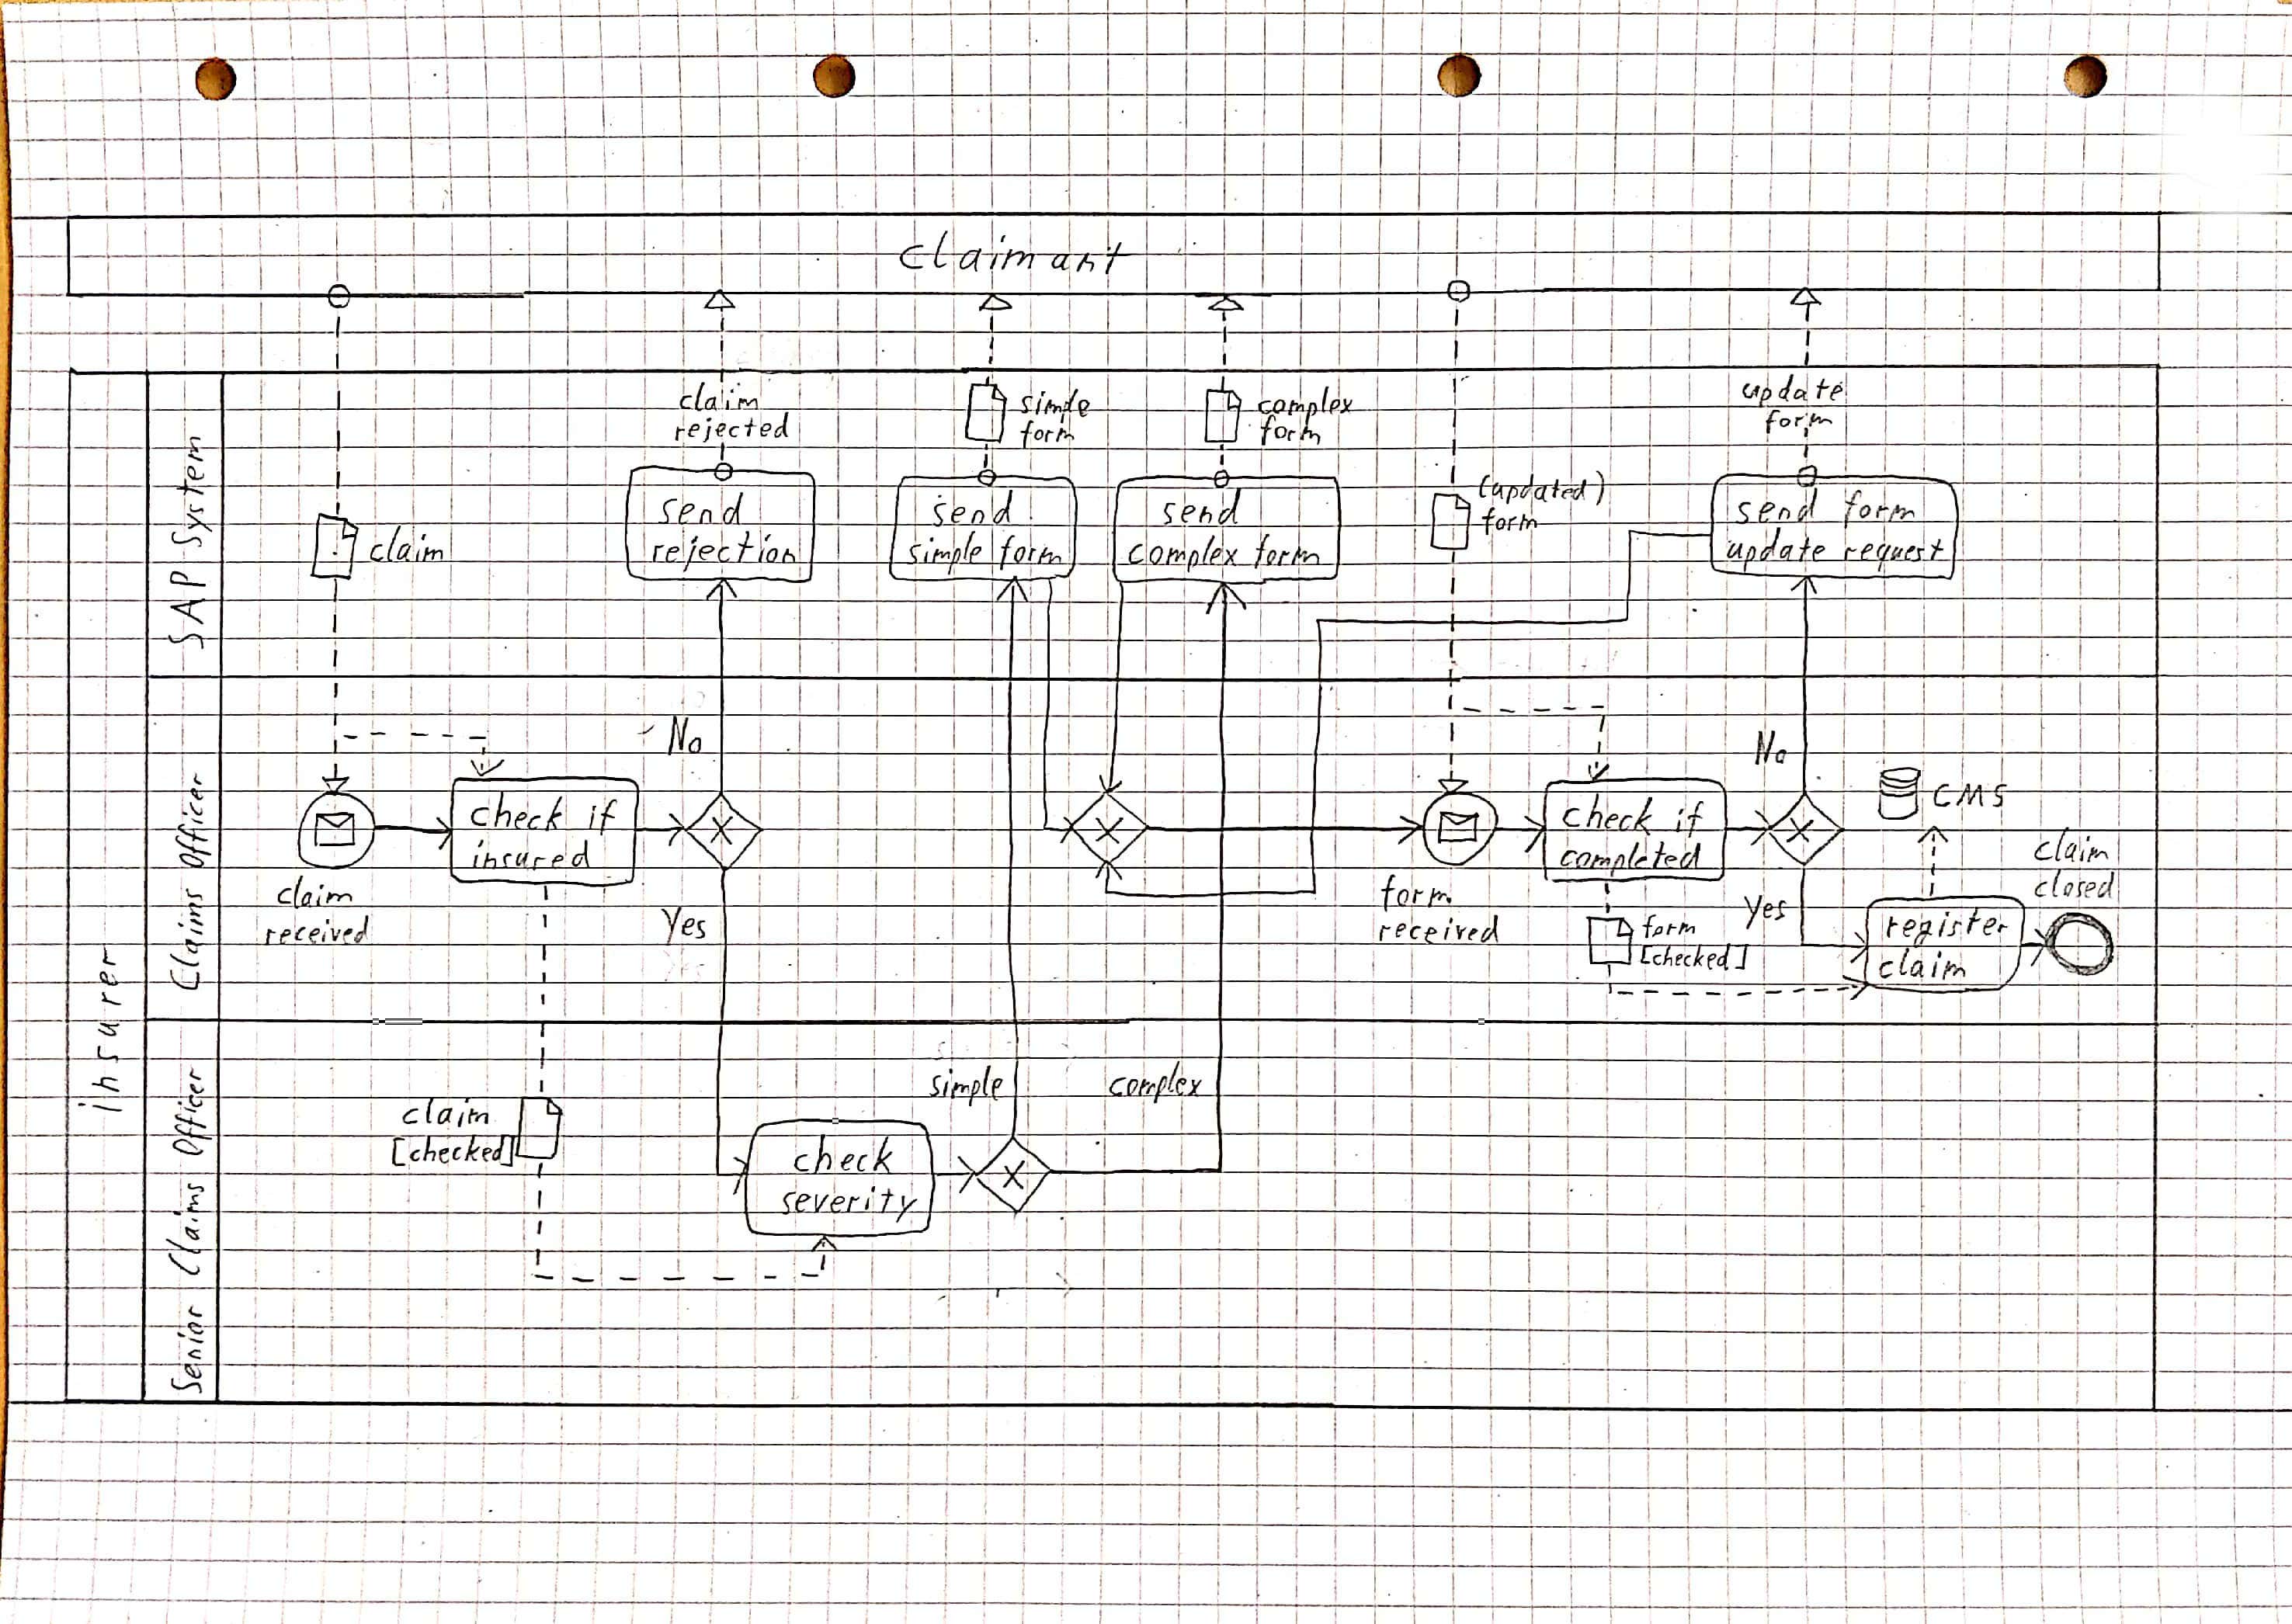 Claimant
Insurer
SAP System
Claims Officer
Senior Claims Officer
claim
claim
rejected
simple
form
complex
form
(updated)
form
update
form
send
rejection
send
simple form
send
complex form
send form
update request
No
Yes
claim
received
check if
insured
form
received
check if
completed
No
Yes
CMS
form
[checked]
register
claim
claim
closed
simple
complex
claim
[checked]
check
severity